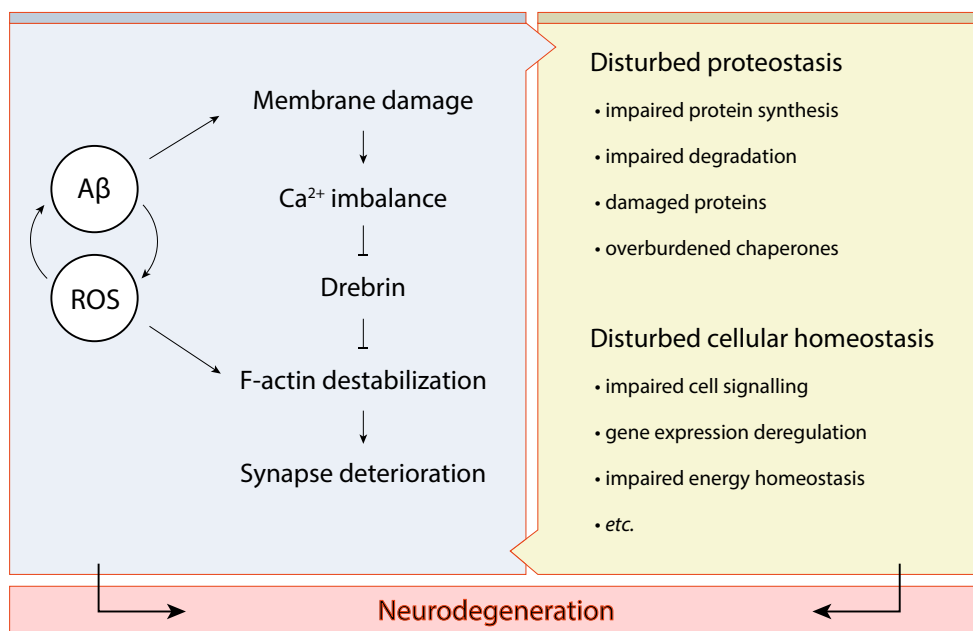 Membrane damage
Aβ
Ca²⁺ imbalance
ROS
Drebrin
F-actin destabilization
Synapse deterioration
Disturbed proteostasis
• impaired protein synthesis
• impaired degradation
• damaged proteins
• overburdened chaperones
Disturbed cellular homeostasis
• impaired cell signalling
• gene expression deregulation
• impaired energy homeostasis
• etc.
Neurodegeneration